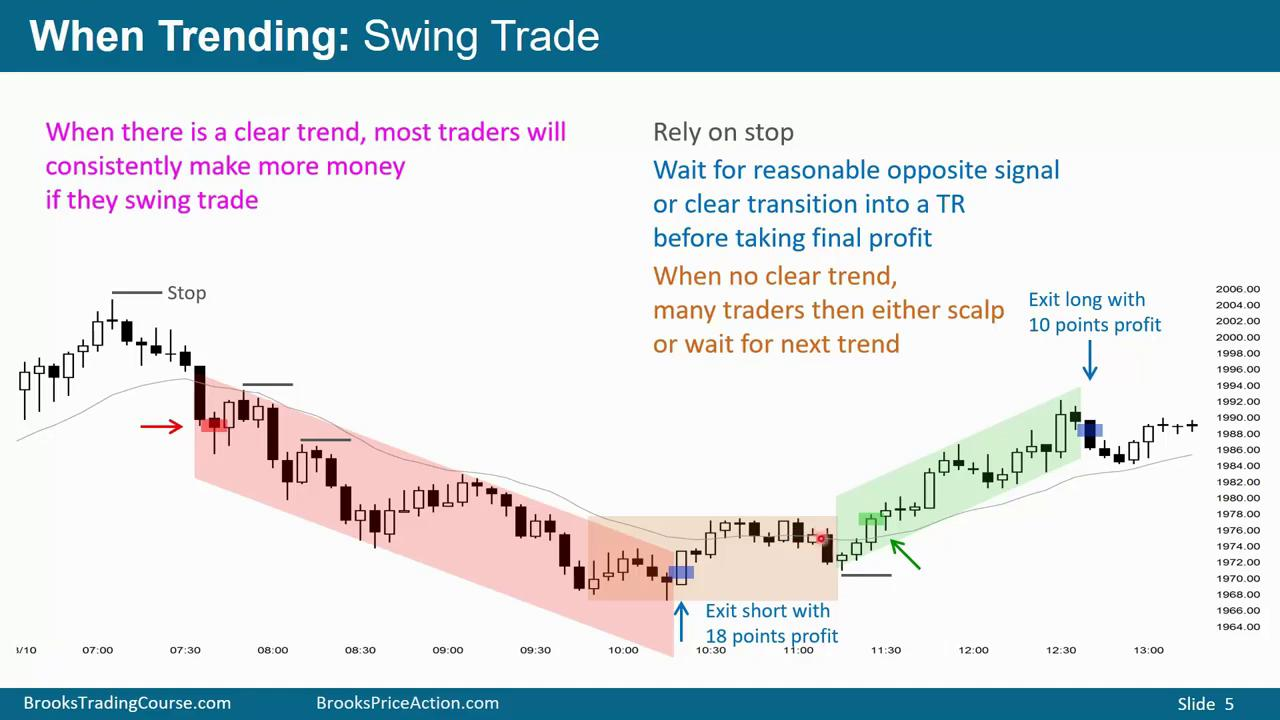 When Trending: Swing Trade
When there is a clear trend, most traders will
consistently make more money
if they swing trade
Rely on stop
Wait for reasonable opposite signal
or clear transition into a TR
before taking final profit
When no clear trend,
many traders then either scalp
or wait for next trend
Stop
Exit long with
10 points profit
Exit short with
18 points profit
2006.00
2004.00
2002.00
2000.00
1998.00
1996.00
1994.00
1992.00
1990.00
1988.00
1986.00
1984.00
1982.00
1980.00
1978.00
1976.00
1974.00
1972.00
1970.00
1968.00
1966.00
1964.00
/10 07:00 07:30 08:00 08:30 09:00 09:30 10:00 10:30 11:00 11:30 12:00 12:30 13:00
BrooksTradingCourse.com BrooksPriceAction.com Slide 5